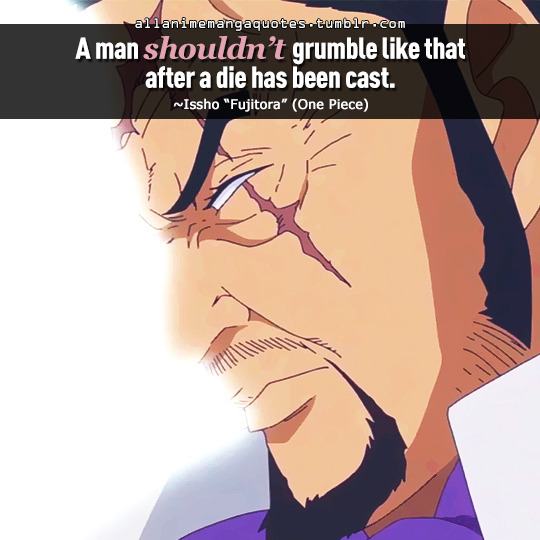 allanimemangaquotes.tumblr.com
A man shouldn't grumble like that
after a die has been cast.
~Issho "Fujitora" (One Piece)